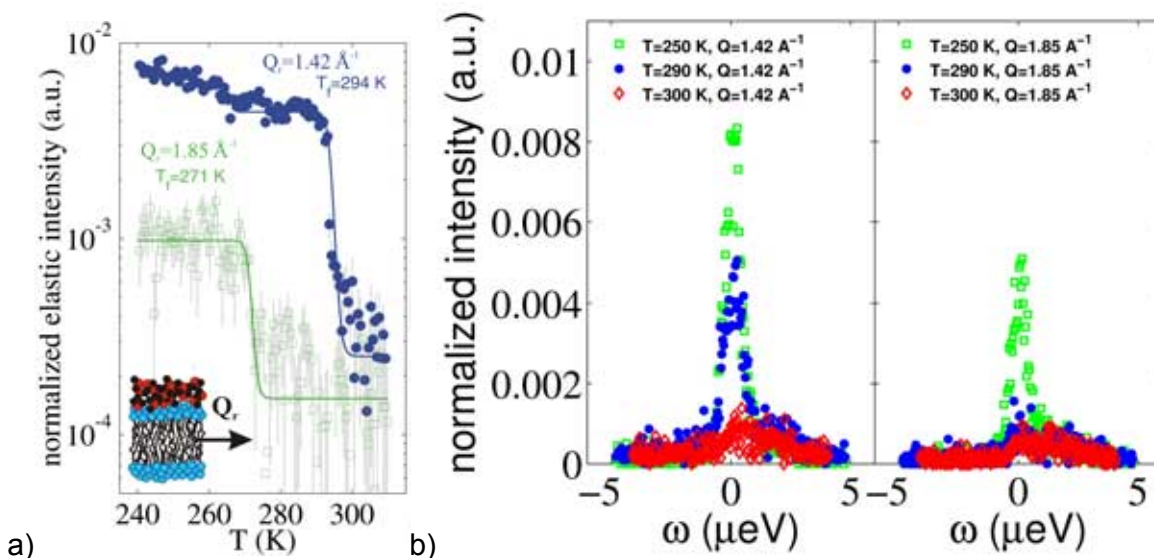 normalized elastic intensity (a.u.)
10⁻²
10⁻³
10⁻⁴
Qᵣ=1.42 Å⁻¹
T_f=294 K
Qᵣ=1.85 Å⁻¹
T_f=271 K
Qᵣ
240 260 280 300
T (K)
a)
normalized intensity (a.u.)
0.01
0.008
0.006
0.004
0.002
0
T=250 K, Q=1.42 A⁻¹
T=290 K, Q=1.42 A⁻¹
T=300 K, Q=1.42 A⁻¹
T=250 K, Q=1.85 A⁻¹
T=290 K, Q=1.85 A⁻¹
T=300 K, Q=1.85 A⁻¹
−5 0 5 −5 0 5
ω (μeV) ω (μeV)
b)